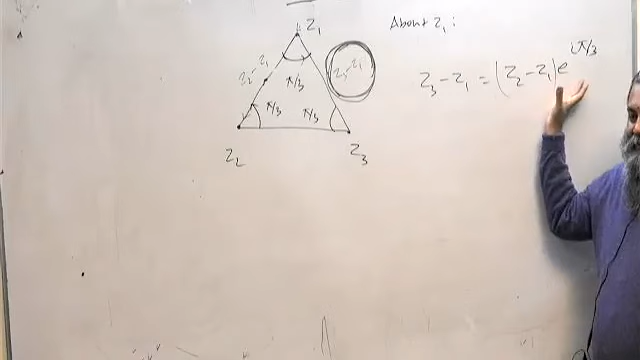 Z₁
About Z₁:
Z₂-Z₁
Z₃-Z₁
Z₃-Z₁ = (Z₂-Z₁)e^{iπ/3}
π/3
π/3
π/3
Z₂
Z₃